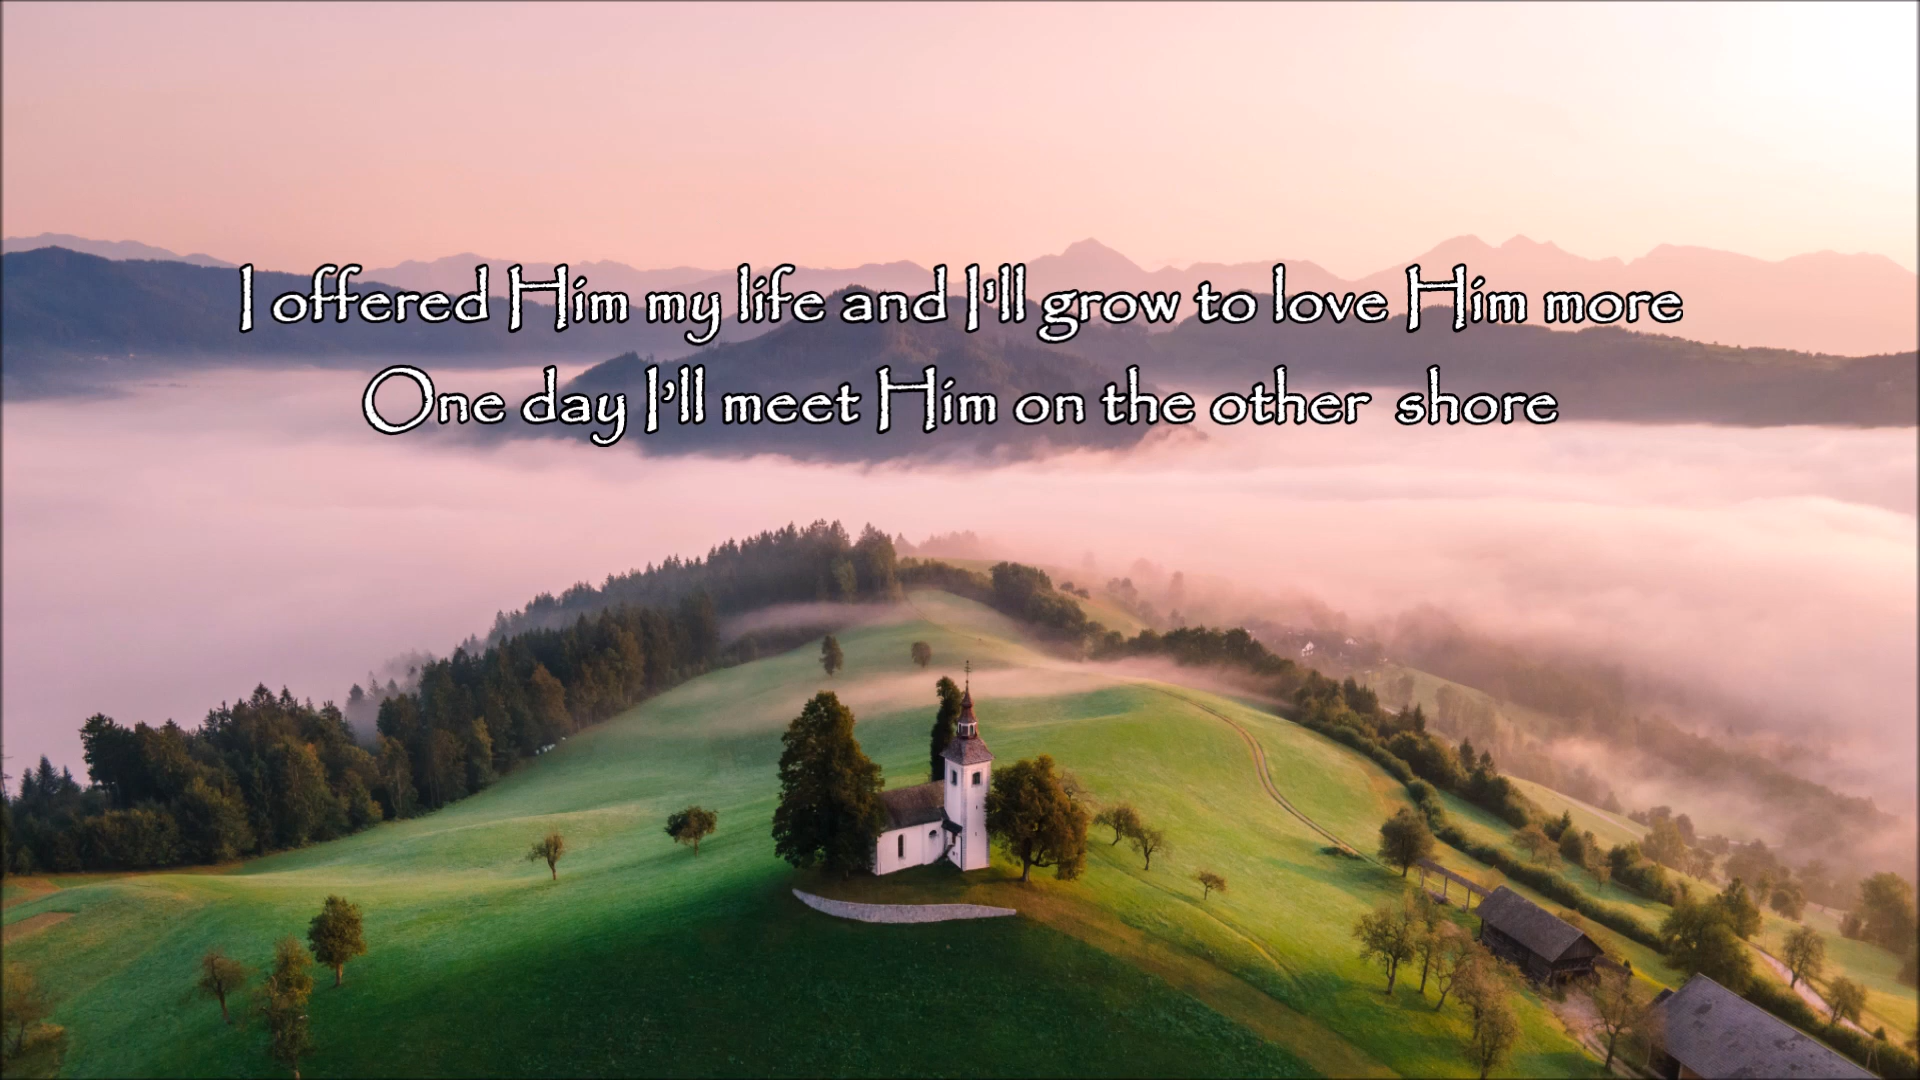 I offered Him my life and I'll grow to love Him more
One day I'll meet Him on the other shore